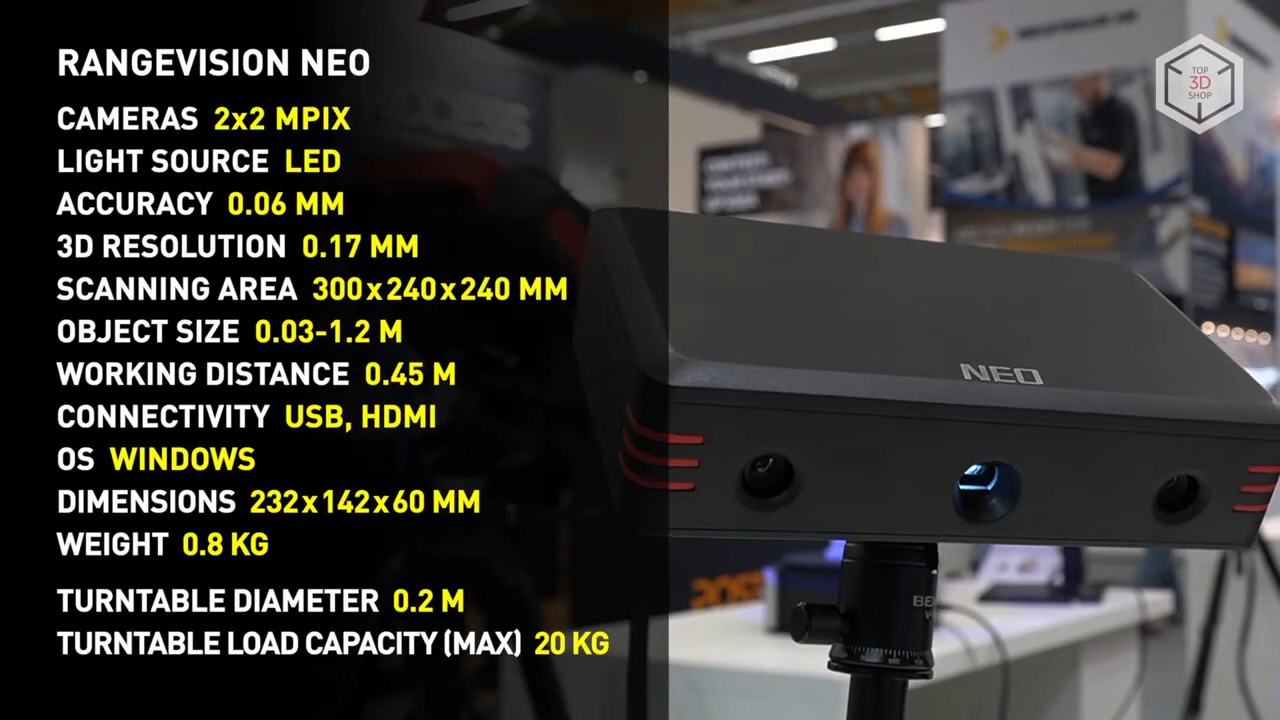 RANGEVISION NEO
CAMERAS 2x2 MPIX
LIGHT SOURCE LED
ACCURACY 0.06 MM
3D RESOLUTION 0.17 MM
SCANNING AREA 300x240x240 MM
OBJECT SIZE 0.03-1.2 M
WORKING DISTANCE 0.45 M
CONNECTIVITY USB, HDMI
OS WINDOWS
DIMENSIONS 232x142x60 MM
WEIGHT 0.8 KG
TURNTABLE DIAMETER 0.2 M
TURNTABLE LOAD CAPACITY (MAX) 20 KG
TOP
3D
SHOP
NEO